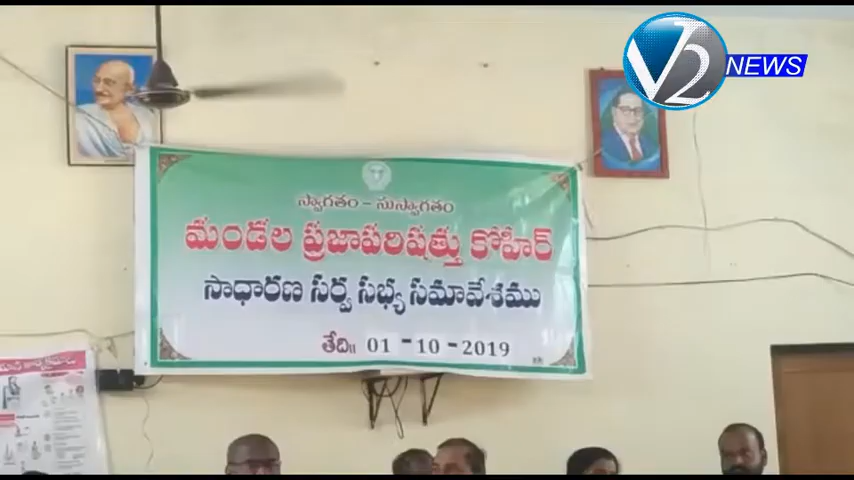 V2 NEWS
స్వాగతం - సుస్వాగతం
మండల ప్రజాపరిషత్తు కోహిర్
సాధారణ సర్వ సభ్య సమావేశము
తేది॥ 01 - 10 - 2019